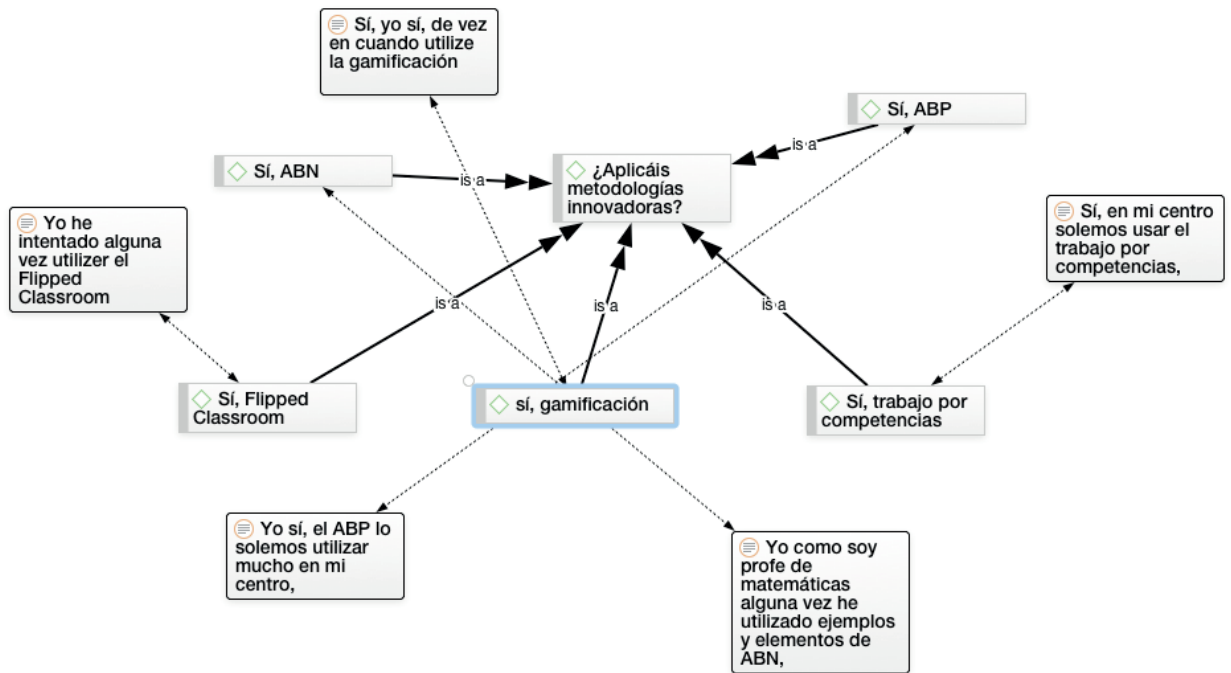 Sí, yo sí, de vez
en cuando utilize
la gamificación
Sí, ABP
is a
Sí, ABN
is a
¿Aplicáis
metodologías
innovadoras?
Yo he
intentado alguna
vez utilizer el
Flipped
Classroom
Sí, en mi centro
solemos usar el
trabajo por
competencias,
is a
is a
is a
Sí, Flipped
Classroom
sí, gamificación
Sí, trabajo por
competencias
Yo sí, el ABP lo
solemos utilizar
mucho en mi
centro,
Yo como soy
profe de
matemáticas
alguna vez he
utilizado ejemplos
y elementos de
ABN,